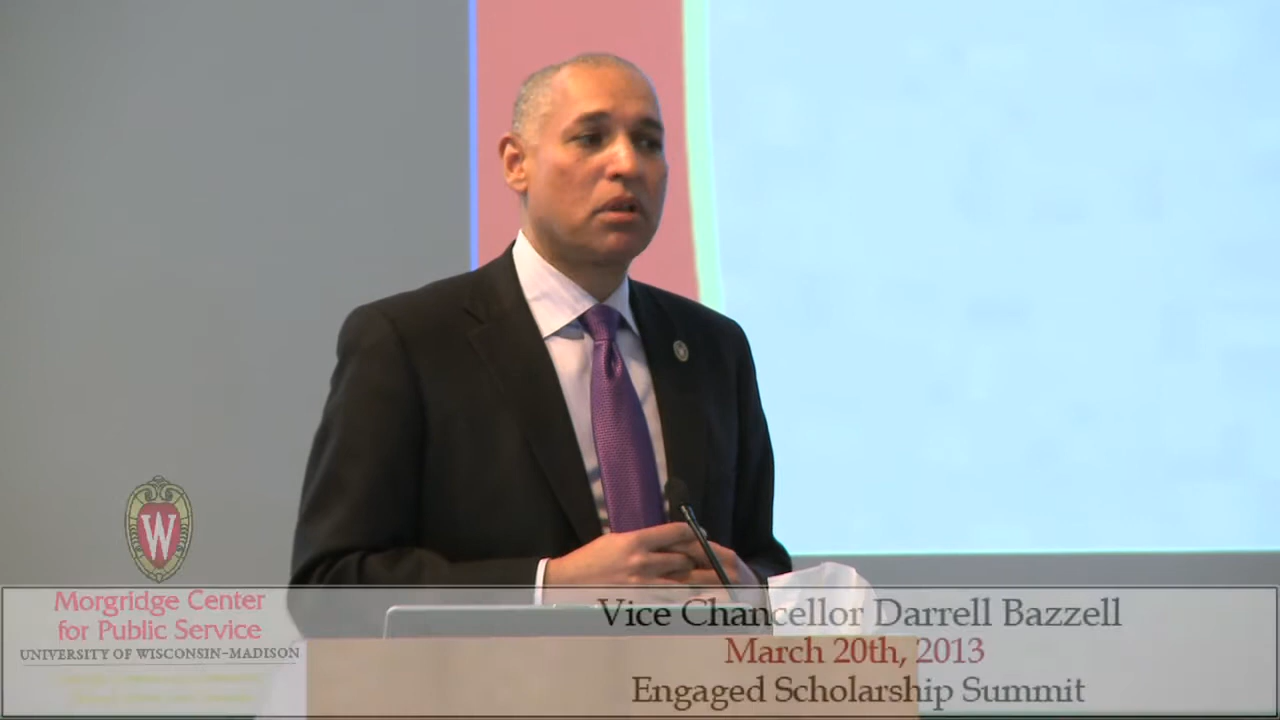 W
Morgridge Center
for Public Service
UNIVERSITY OF WISCONSIN–MADISON
Vice Chancellor Darrell Bazzell
March 20th, 2013
Engaged Scholarship Summit